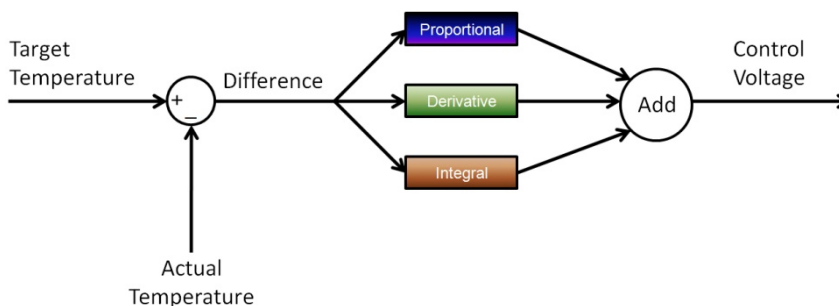 Target
Temperature
+
−
Difference
Proportional
Derivative
Integral
Add
Control
Voltage
Actual
Temperature